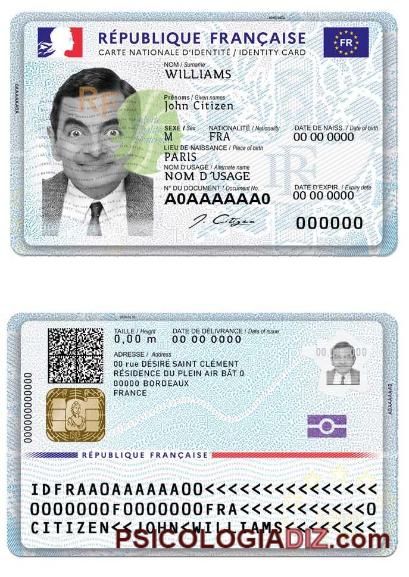 RÉPUBLIQUE FRANÇAISE
FR
CARTE NATIONALE D'IDENTITÉ / IDENTITY CARD
NOM / Surname
WILLIAMS
Prénoms / Given names
John Citizen
SEXE / Sex NATIONALITÉ / Nationality DATE DE NAISS. / Date of birth
M FRA 00 00 0000
LIEU DE NAISSANCE / Place of birth
PARIS
NOM D'USAGE / Alternate name
NOM D'USAGE
N° DU DOCUMENT / Document No. DATE D'EXPIR. / Expiry date
A0AAAAAA0 00 00 0000
J. Citizen
000000
RF
TAILLE / Height DATE DE DÉLIVRANCE / Date of issue
0,00 m 00 00 0000
ADRESSE / Address
00 rue DÉSIRÉ SAINT CLÉMENT
RÉSIDENCE DU PLEIN AIR BÂT 0
00000 BORDEAUX
FRANCE
000000000000
RÉPUBLIQUE FRANÇAISE
IDFRAA0AAAAAA00<<<<<<<<<<<<<<<
0000000F0000000FRA<<<<<<<<<<<0
CITIZEN<<JOHN<WILLIAMS<<<<<<<<
PSICOLOGIADIZ.com